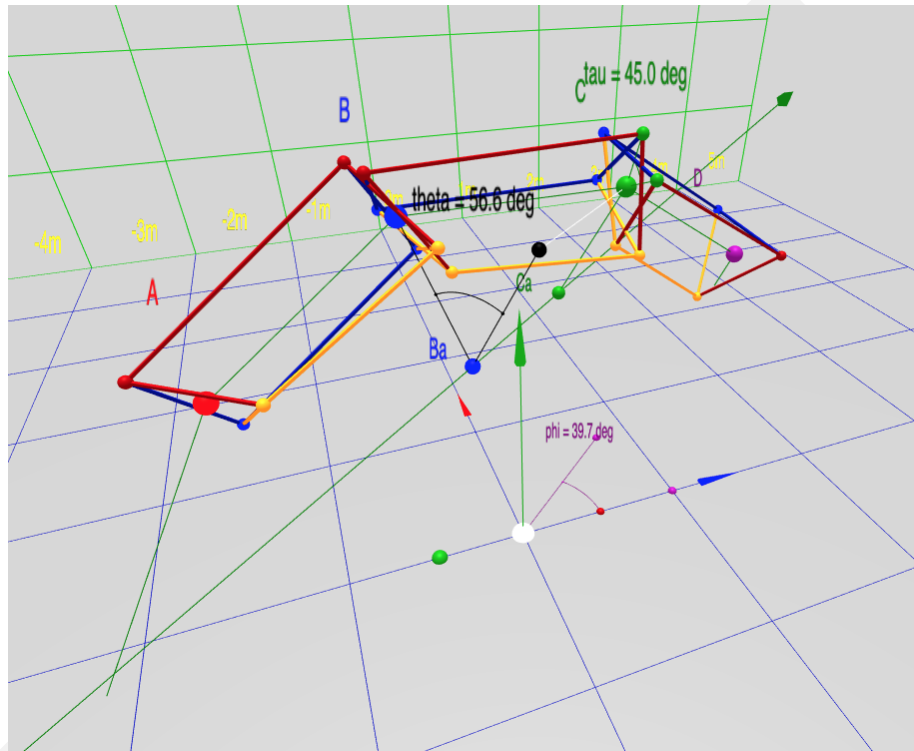 tau = 45.0 deg
C
B
D
theta = 56.6 deg
-1m
-2m
-3m
-4m
A
Ca
Ba
phi = 39.7 deg